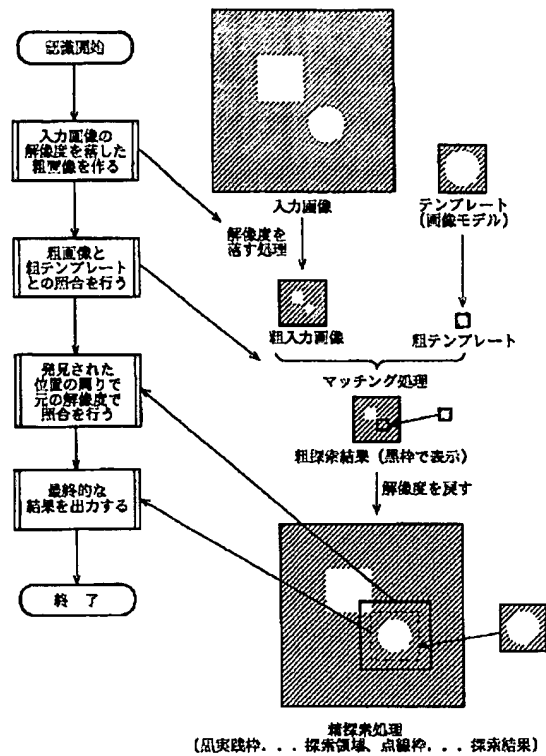 認識開始
入力画像の
解像度を落した
粗画像を作る
粗画像と
粗テンプレート
との照合を行う
発見された
位置の周りで
元の解像度で
照合を行う
最終的な
結果を出力する
終 了
入力画像
テンプレート
(画像モデル)
解像度を
落す処理
粗入力画像
粗テンプレート
マッチング処理
粗探索結果 (黒枠で表示)
解像度を戻す
精探索処理
(黒実践枠...探索領域、点線枠...探索結果)